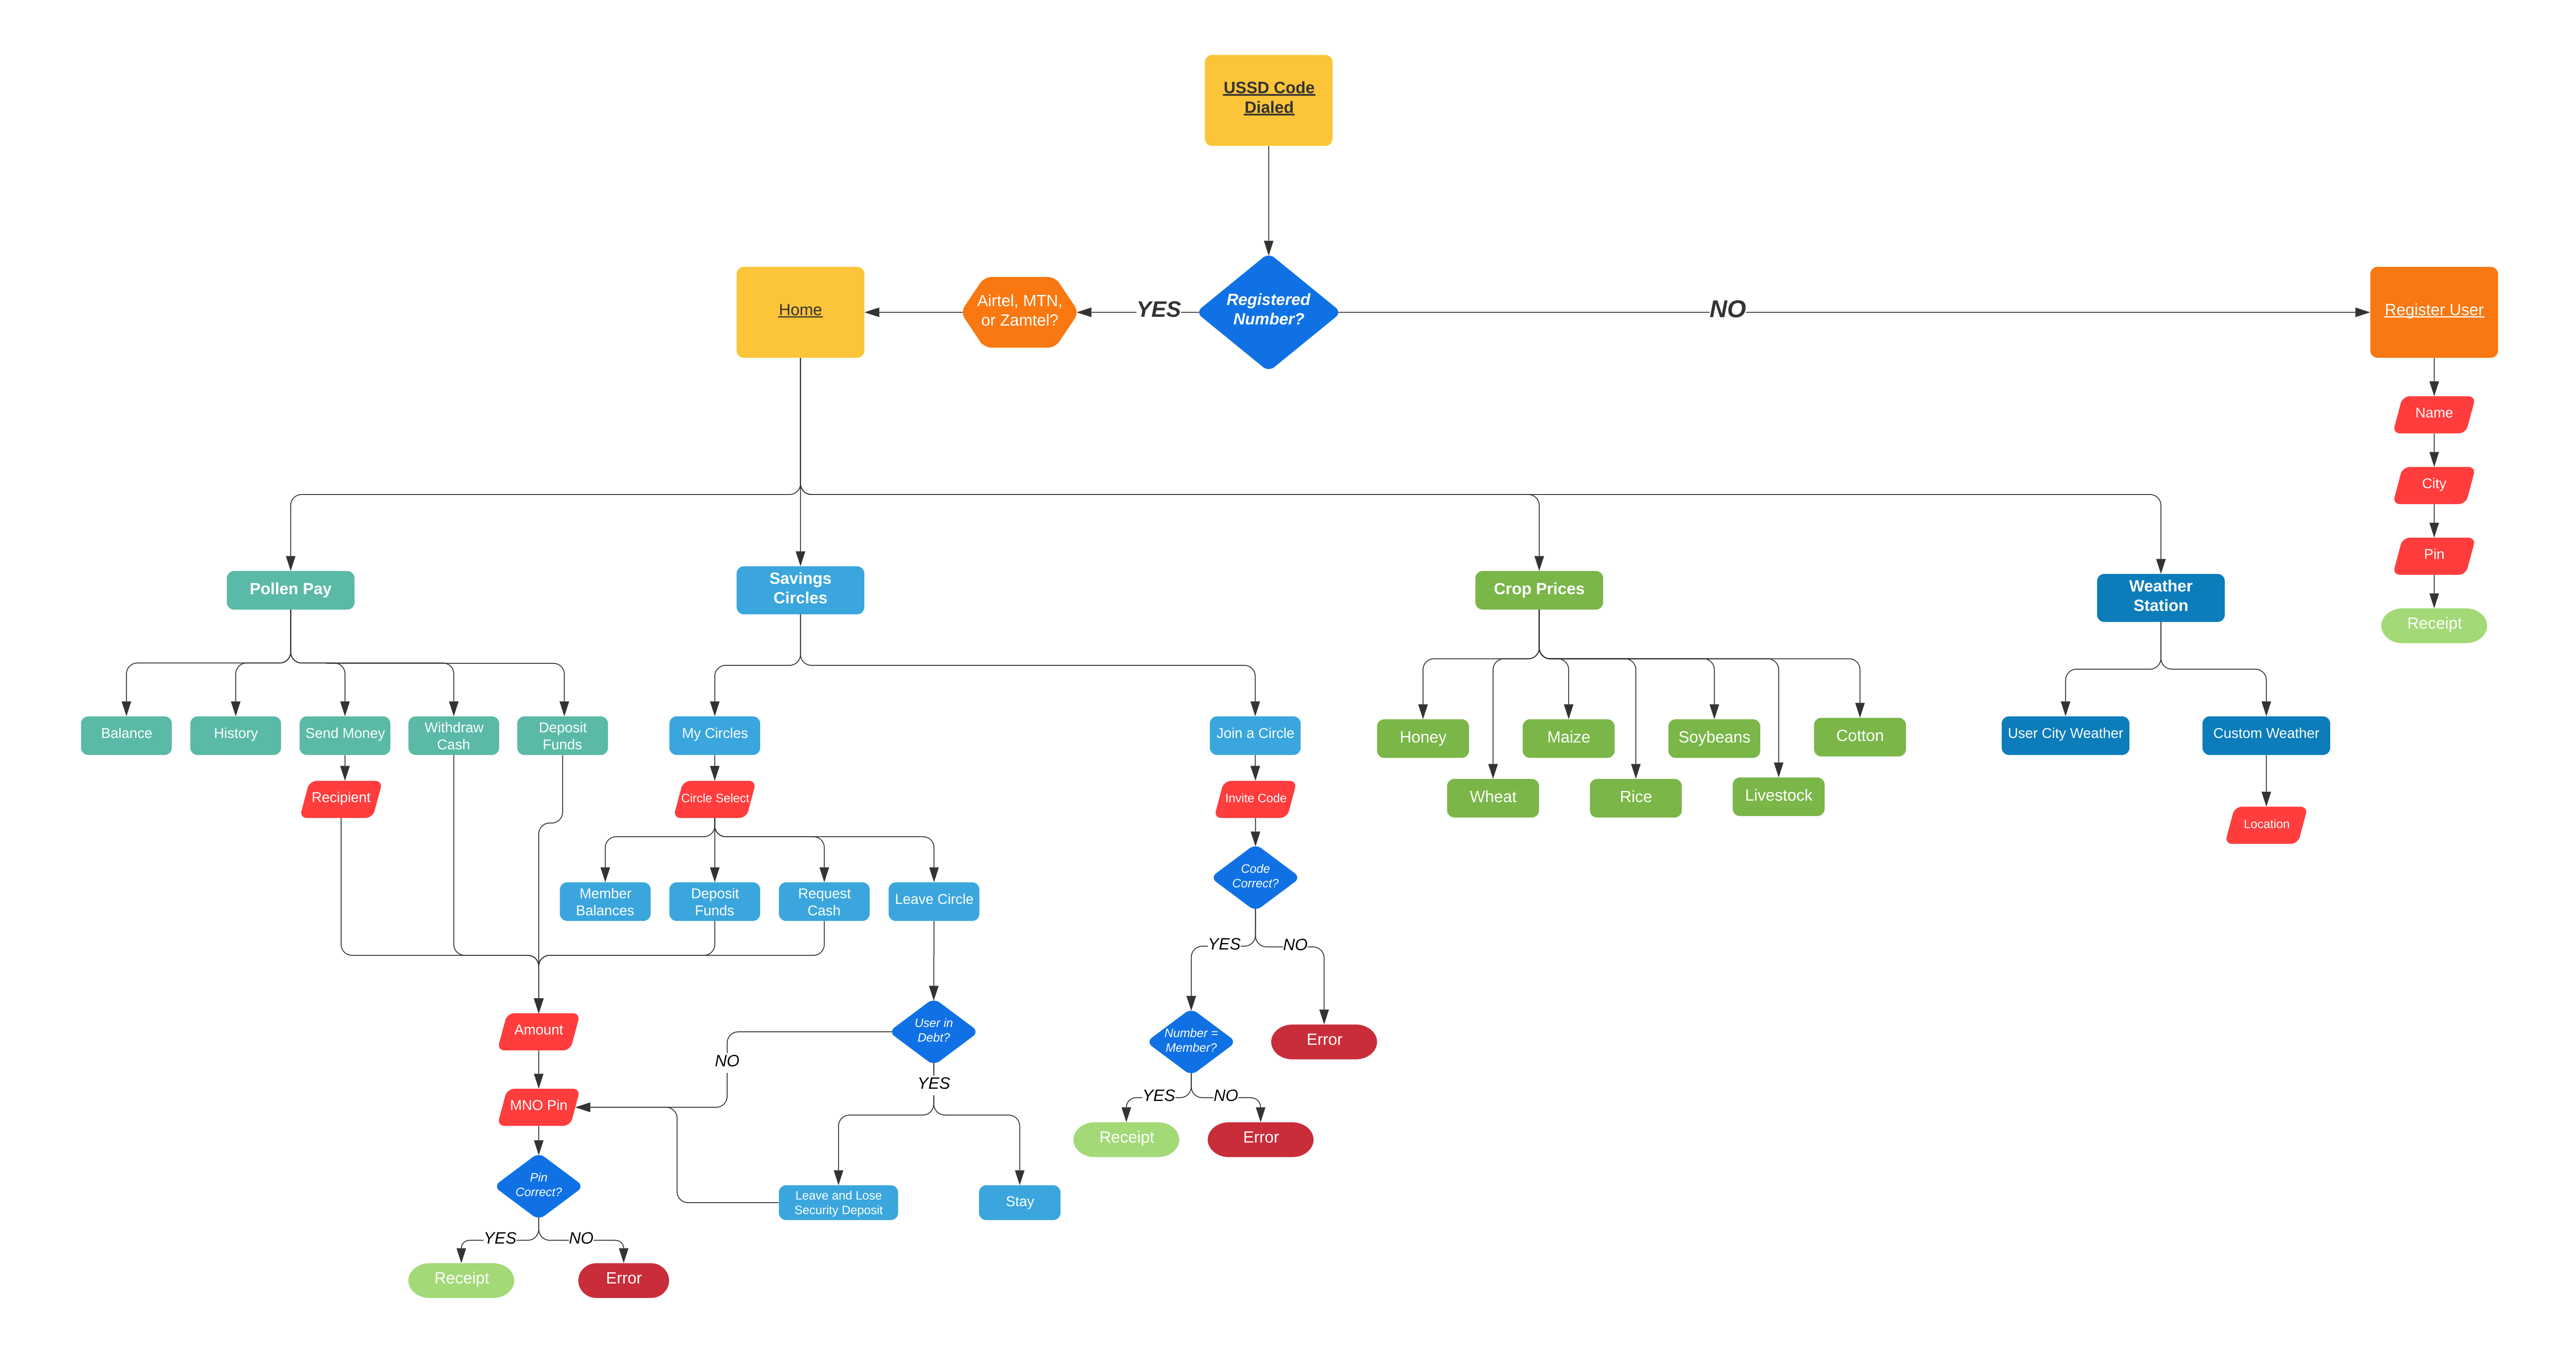 USSD Code
Dialed
Home
Airtel, MTN,
or Zamtel?
YES
Registered
Number?
NO
Register User
Name
City
Pin
Receipt
Pollen Pay
Savings
Circles
Crop Prices
Weather
Station
Balance
History
Send Money
Withdraw
Cash
Deposit
Funds
Recipient
My Circles
Circle Select
Member
Balances
Deposit
Funds
Request
Cash
Leave Circle
Join a Circle
Invite Code
Code
Correct?
YES
NO
Number =
Member?
Error
YES
NO
Receipt
Error
Honey
Maize
Soybeans
Cotton
Wheat
Rice
Livestock
User City Weather
Custom Weather
Location
Amount
User in
Debt?
NO
YES
MNO Pin
Pin
Correct?
Leave and Lose
Security Deposit
Stay
YES
NO
Receipt
Error